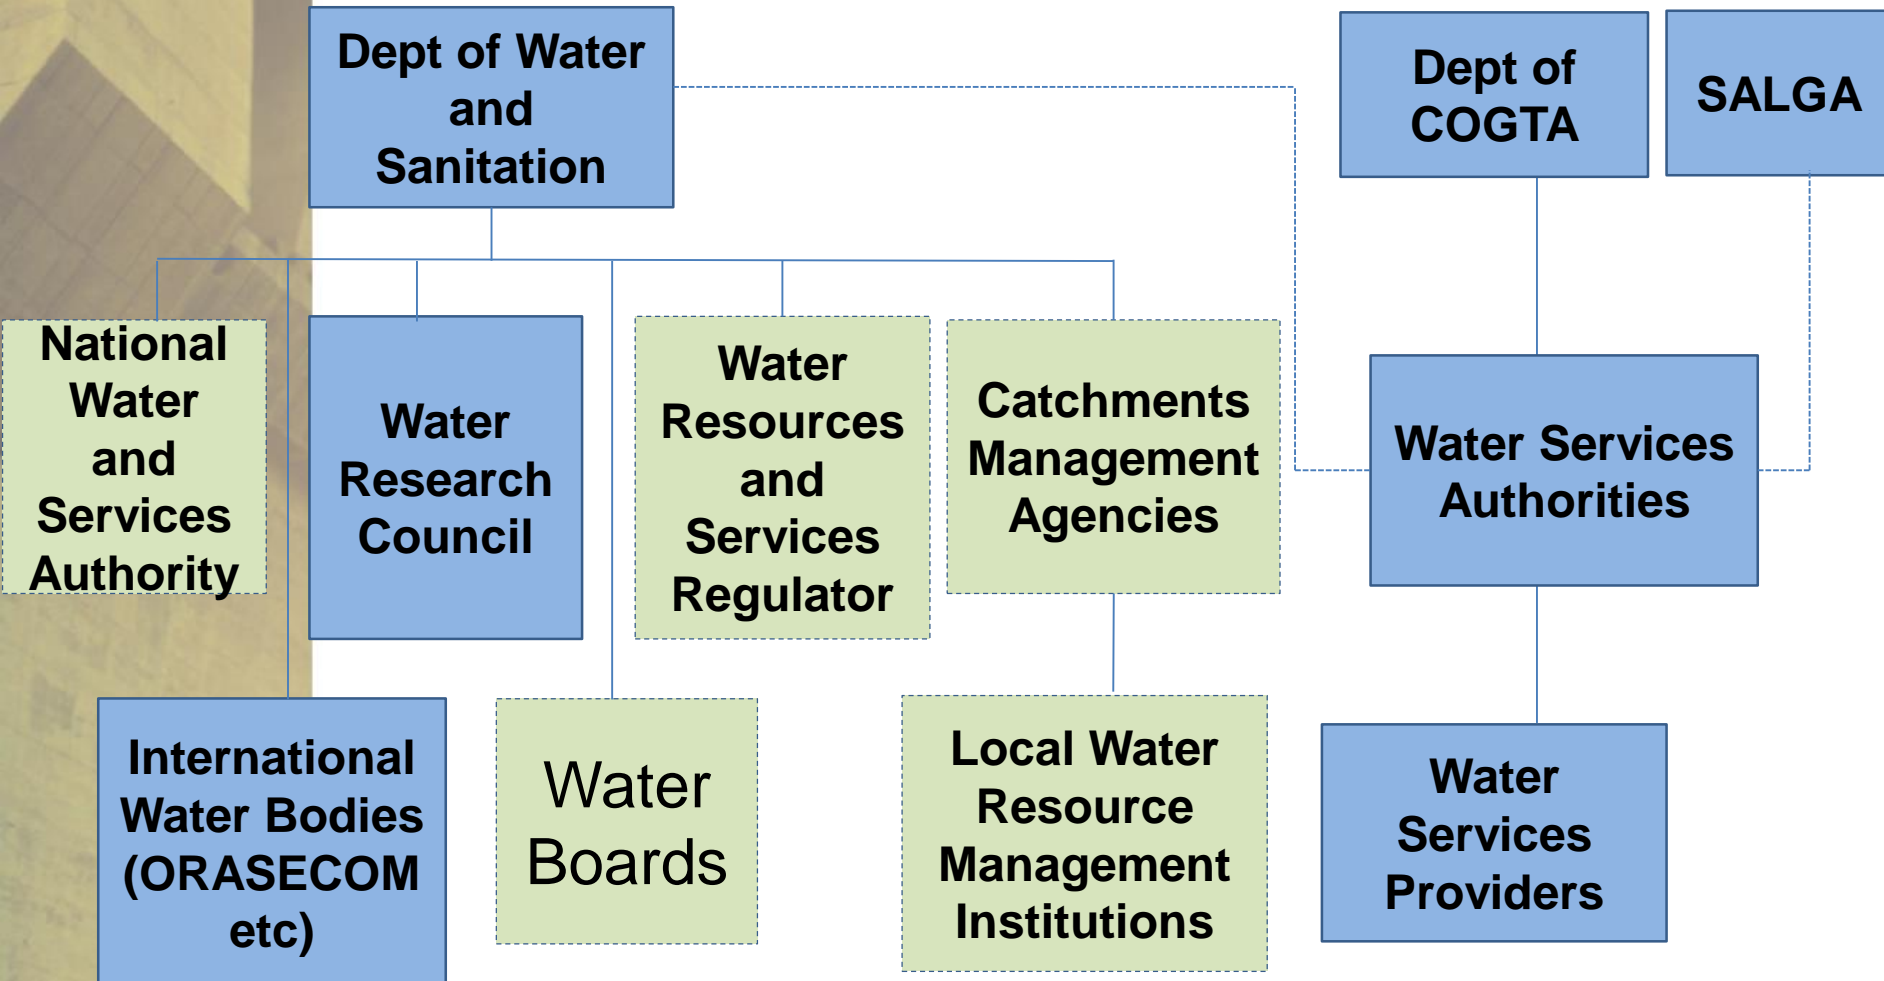 Dept of Water
and
Sanitation
Dept of
COGTA
SALGA
National
Water
and
Services
Authority
Water
Research
Council
Water
Resources
and
Services
Regulator
Catchments
Management
Agencies
Water Services
Authorities
International
Water Bodies
(ORASECOM
etc)
Water
Boards
Local Water
Resource
Management
Institutions
Water
Services
Providers